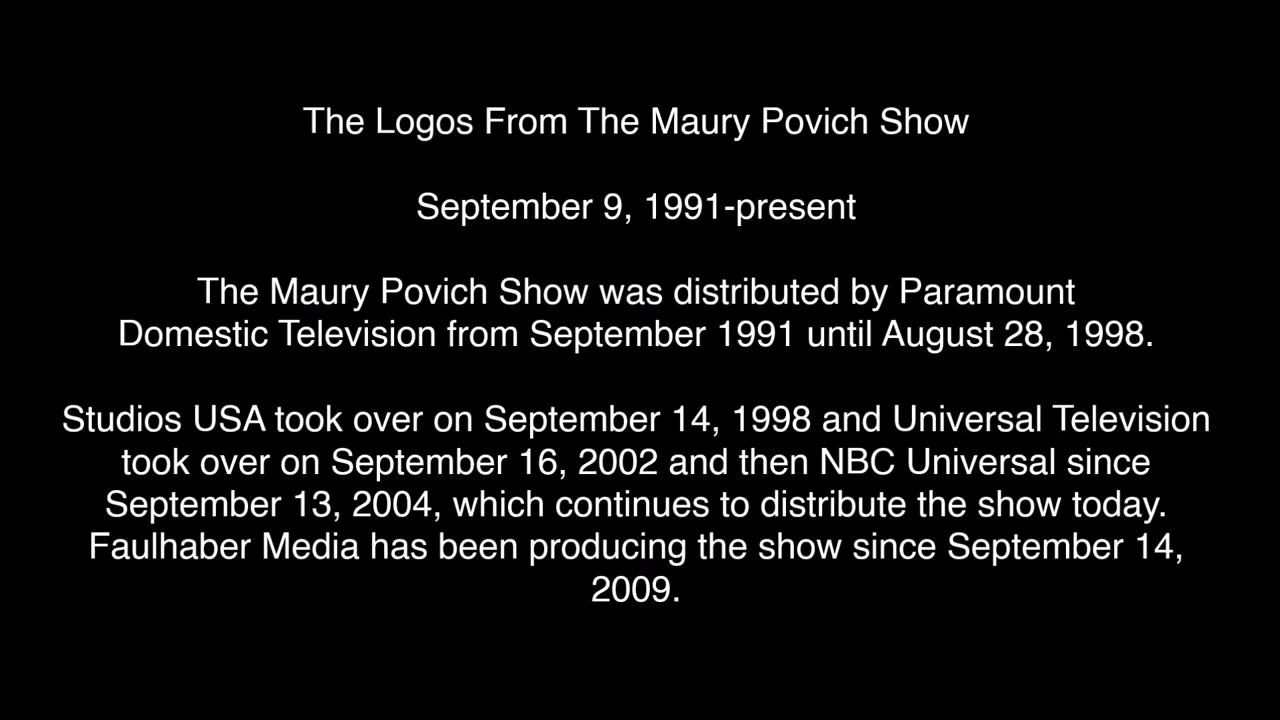 The Logos From The Maury Povich Show
September 9, 1991-present
The Maury Povich Show was distributed by Paramount
Domestic Television from September 1991 until August 28, 1998.
Studios USA took over on September 14, 1998 and Universal Television
took over on September 16, 2002 and then NBC Universal since
September 13, 2004, which continues to distribute the show today.
Faulhaber Media has been producing the show since September 14,
2009.